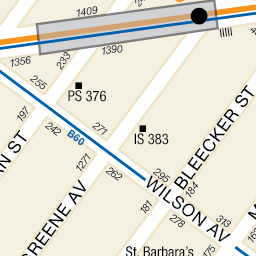 1409
1390
1356
255
233
PS 376
197
242
B60
271
IS 383
1271
262
295
BLEECKER ST
WILSON AV
184
181
278
313
GREENE AV
N ST
St. Barbara's